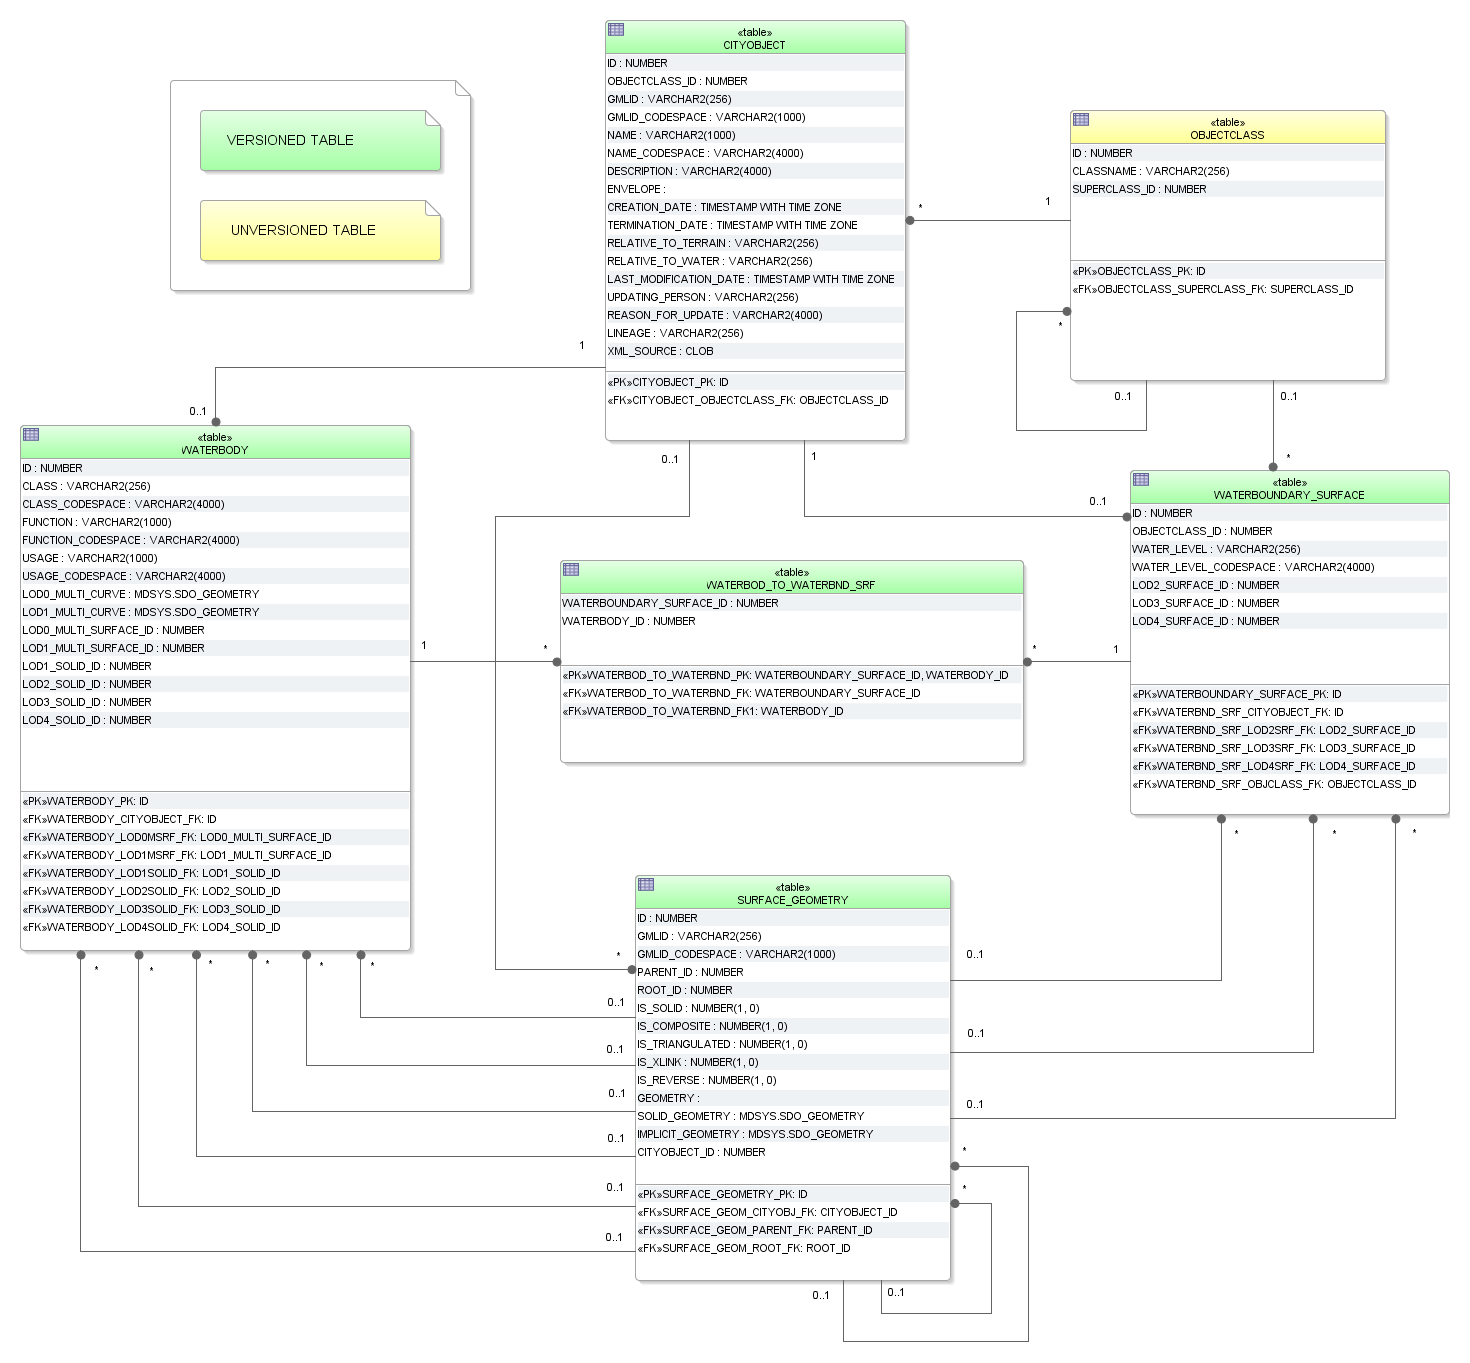 VERSIONED TABLE
UNVERSIONED TABLE
«table»
CITYOBJECT
ID : NUMBER
OBJECTCLASS_ID : NUMBER
GMLID : VARCHAR2(256)
GMLID_CODESPACE : VARCHAR2(1000)
NAME : VARCHAR2(1000)
NAME_CODESPACE : VARCHAR2(4000)
DESCRIPTION : VARCHAR2(4000)
ENVELOPE :
CREATION_DATE : TIMESTAMP WITH TIME ZONE
TERMINATION_DATE : TIMESTAMP WITH TIME ZONE
RELATIVE_TO_TERRAIN : VARCHAR2(256)
RELATIVE_TO_WATER : VARCHAR2(256)
LAST_MODIFICATION_DATE : TIMESTAMP WITH TIME ZONE
UPDATING_PERSON : VARCHAR2(256)
REASON_FOR_UPDATE : VARCHAR2(4000)
LINEAGE : VARCHAR2(256)
XML_SOURCE : CLOB
«PK»CITYOBJECT_PK: ID
«FK»CITYOBJECT_OBJECTCLASS_FK: OBJECTCLASS_ID
*
1
«table»
OBJECTCLASS
ID : NUMBER
CLASSNAME : VARCHAR2(256)
SUPERCLASS_ID : NUMBER
«PK»OBJECTCLASS_PK: ID
«FK»OBJECTCLASS_SUPERCLASS_FK: SUPERCLASS_ID
*
0..1
0..1
*
1
0..1
0..1
1
0..1
«table»
WATERBODY
ID : NUMBER
CLASS : VARCHAR2(256)
CLASS_CODESPACE : VARCHAR2(4000)
FUNCTION : VARCHAR2(1000)
FUNCTION_CODESPACE : VARCHAR2(4000)
USAGE : VARCHAR2(1000)
USAGE_CODESPACE : VARCHAR2(4000)
LOD0_MULTI_CURVE : MDSYS.SDO_GEOMETRY
LOD1_MULTI_CURVE : MDSYS.SDO_GEOMETRY
LOD0_MULTI_SURFACE_ID : NUMBER
LOD1_MULTI_SURFACE_ID : NUMBER
LOD1_SOLID_ID : NUMBER
LOD2_SOLID_ID : NUMBER
LOD3_SOLID_ID : NUMBER
LOD4_SOLID_ID : NUMBER
«PK»WATERBODY_PK: ID
«FK»WATERBODY_CITYOBJECT_FK: ID
«FK»WATERBODY_LOD0MSRF_FK: LOD0_MULTI_SURFACE_ID
«FK»WATERBODY_LOD1MSRF_FK: LOD1_MULTI_SURFACE_ID
«FK»WATERBODY_LOD1SOLID_FK: LOD1_SOLID_ID
«FK»WATERBODY_LOD2SOLID_FK: LOD2_SOLID_ID
«FK»WATERBODY_LOD3SOLID_FK: LOD3_SOLID_ID
«FK»WATERBODY_LOD4SOLID_FK: LOD4_SOLID_ID
1
*
«table»
WATERBOD_TO_WATERBND_SRF
WATERBOUNDARY_SURFACE_ID : NUMBER
WATERBODY_ID : NUMBER
«PK»WATERBOD_TO_WATERBND_PK: WATERBOUNDARY_SURFACE_ID, WATERBODY_ID
«FK»WATERBOD_TO_WATERBND_FK: WATERBOUNDARY_SURFACE_ID
«FK»WATERBOD_TO_WATERBND_FK1: WATERBODY_ID
*
1
«table»
WATERBOUNDARY_SURFACE
ID : NUMBER
OBJECTCLASS_ID : NUMBER
WATER_LEVEL : VARCHAR2(256)
WATER_LEVEL_CODESPACE : VARCHAR2(4000)
LOD2_SURFACE_ID : NUMBER
LOD3_SURFACE_ID : NUMBER
LOD4_SURFACE_ID : NUMBER
«PK»WATERBOUNDARY_SURFACE_PK: ID
«FK»WATERBND_SRF_CITYOBJECT_FK: ID
«FK»WATERBND_SRF_LOD2SRF_FK: LOD2_SURFACE_ID
«FK»WATERBND_SRF_LOD3SRF_FK: LOD3_SURFACE_ID
«FK»WATERBND_SRF_LOD4SRF_FK: LOD4_SURFACE_ID
«FK»WATERBND_SRF_OBJCLASS_FK: OBJECTCLASS_ID
*
*
*
*
*
*
*
*
*
*
0..1
0..1
0..1
0..1
0..1
0..1
«table»
SURFACE_GEOMETRY
ID : NUMBER
GMLID : VARCHAR2(256)
GMLID_CODESPACE : VARCHAR2(1000)
PARENT_ID : NUMBER
ROOT_ID : NUMBER
IS_SOLID : NUMBER(1, 0)
IS_COMPOSITE : NUMBER(1, 0)
IS_TRIANGULATED : NUMBER(1, 0)
IS_XLINK : NUMBER(1, 0)
IS_REVERSE : NUMBER(1, 0)
GEOMETRY :
SOLID_GEOMETRY : MDSYS.SDO_GEOMETRY
IMPLICIT_GEOMETRY : MDSYS.SDO_GEOMETRY
CITYOBJECT_ID : NUMBER
«PK»SURFACE_GEOMETRY_PK: ID
«FK»SURFACE_GEOM_CITYOBJ_FK: CITYOBJECT_ID
«FK»SURFACE_GEOM_PARENT_FK: PARENT_ID
«FK»SURFACE_GEOM_ROOT_FK: ROOT_ID
0..1
0..1
0..1
*
*
0..1
0..1